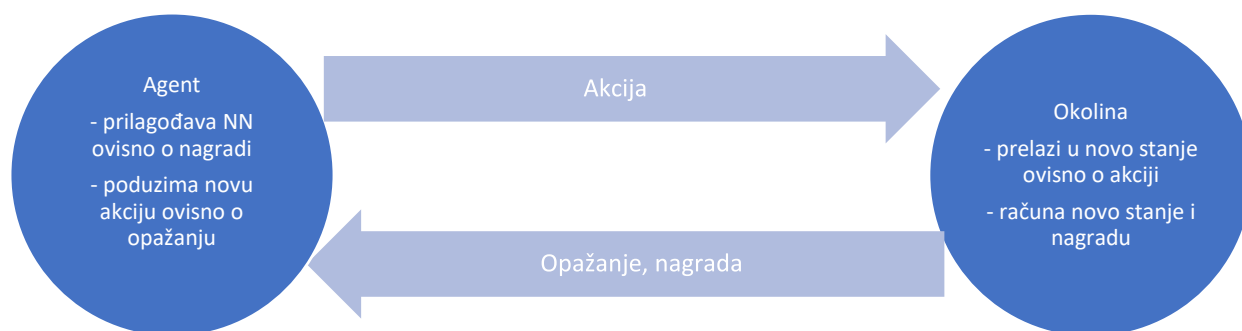 Agent
- prilagođava NN
ovisno o nagradi
- poduzima novu
akciju ovisno o
opažanju
Akcija
Opažanje, nagrada
Okolina
- prelazi u novo stanje
ovisno o akciji
- računa novo stanje i
nagradu